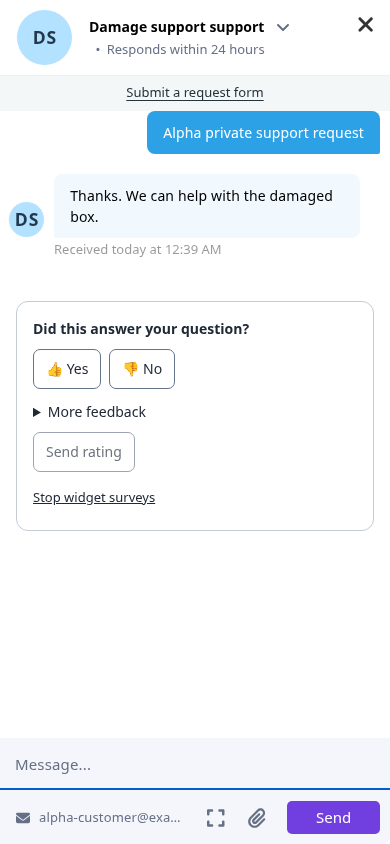 DS
Damage support support
• Responds within 24 hours
Submit a request form
Alpha private support request
Thanks. We can help with the damaged
box.
DS
Received today at 12:39 AM
Did this answer your question?
👍 Yes
👎 No
▶ More feedback
Send rating
Stop widget surveys
Message...
alpha-customer@exa...
Send